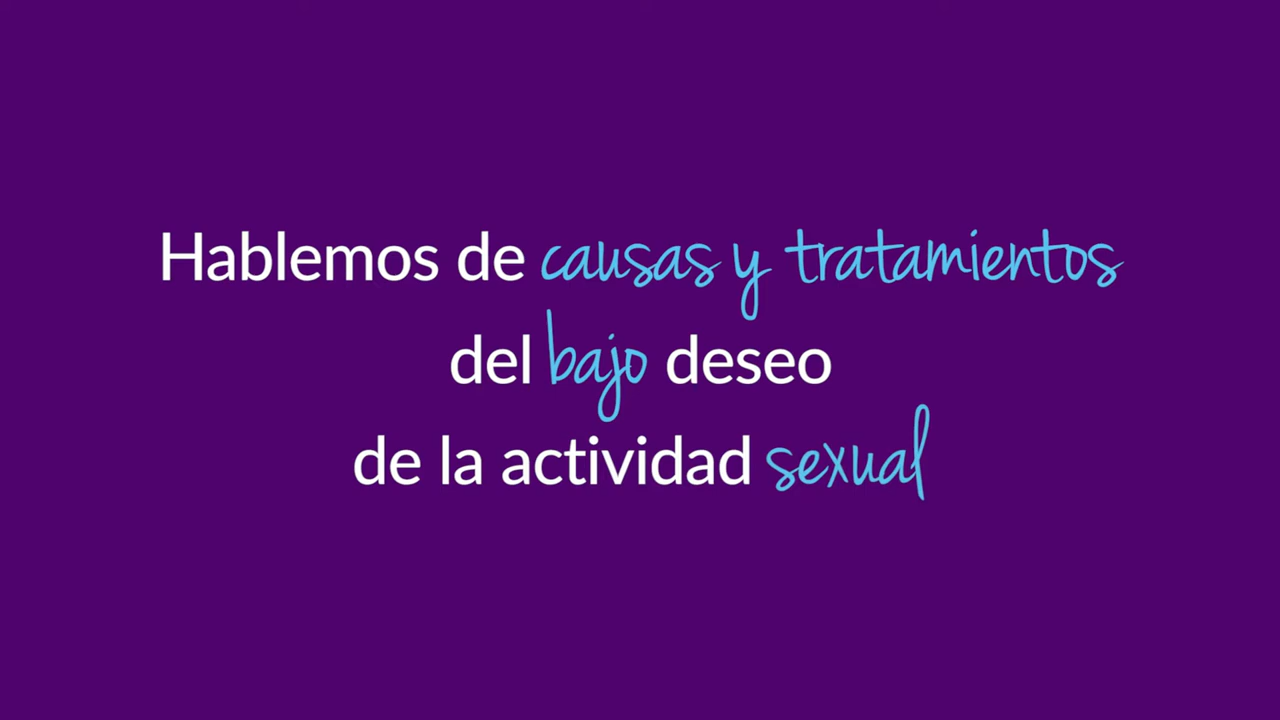 Hablemos de causas y tratamientos
del bajo deseo
de la actividad sexual